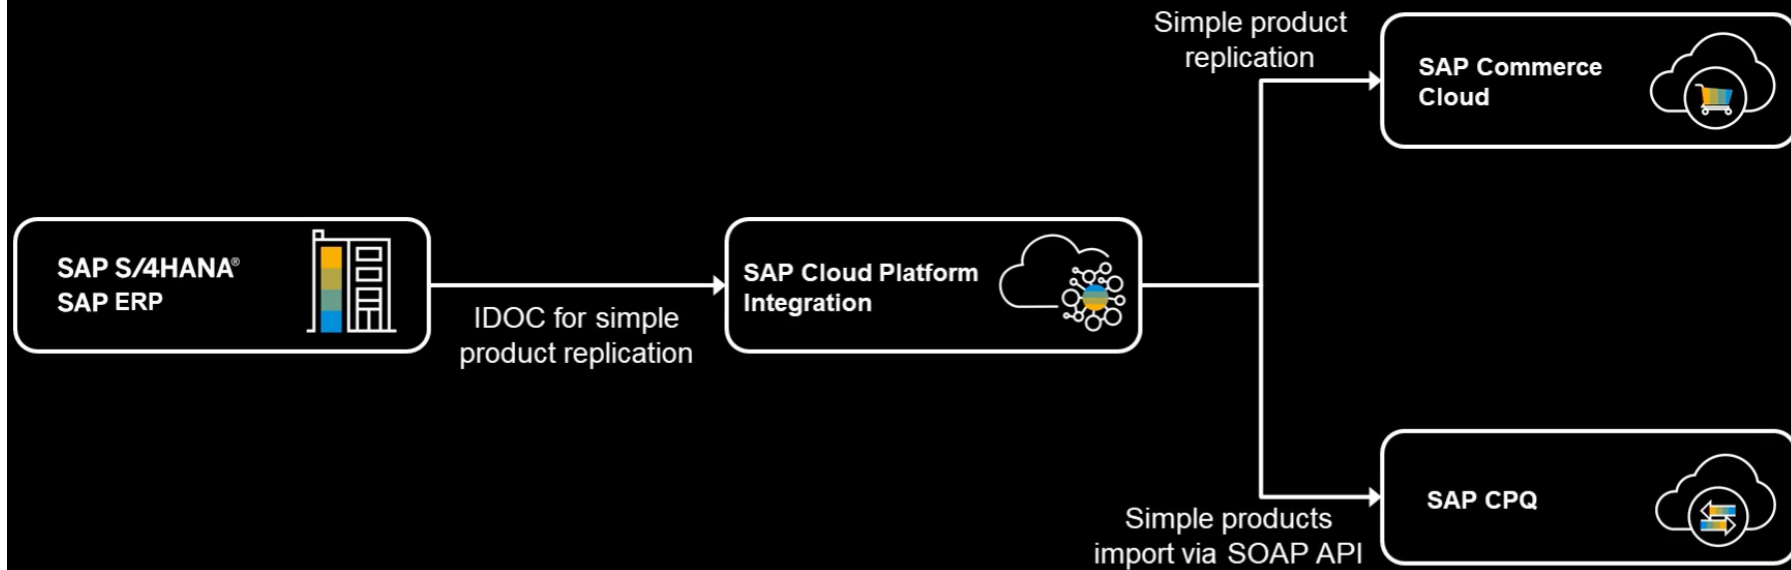 Simple product
replication
SAP Commerce
Cloud
SAP S/4HANA®
SAP ERP
IDOC for simple
product replication
SAP Cloud Platform
Integration
Simple products
import via SOAP API
SAP CPQ